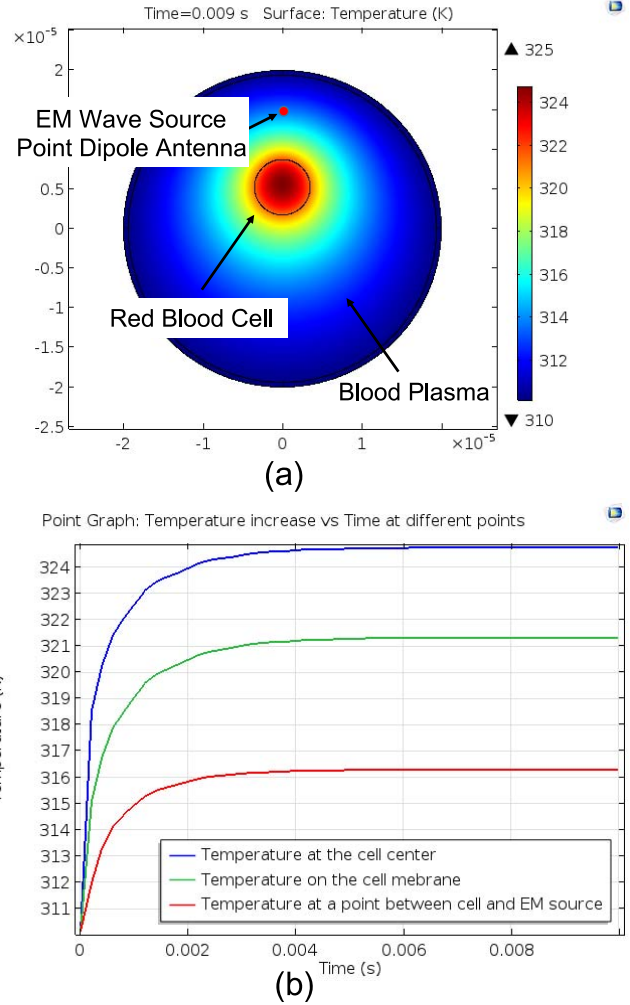 Time=0.009 s Surface: Temperature (K)
×10⁻⁵
▲ 325
2
EM Wave Source
Point Dipole Antenna
0.5
0
-0.5
-1
-1.5
-2
-2.5
Red Blood Cell
Blood Plasma
324
322
320
318
316
314
312
▼ 310
-2 -1 0 1 ×10⁻⁵
(a)
Point Graph: Temperature increase vs Time at different points
324
323
322
321
320
319
318
317
316
315
314
313
312
311
Temperature at the cell center
Temperature on the cell mebrane
Temperature at a point between cell and EM source
0 0.002 0.004 0.006 0.008
Time (s)
(b)